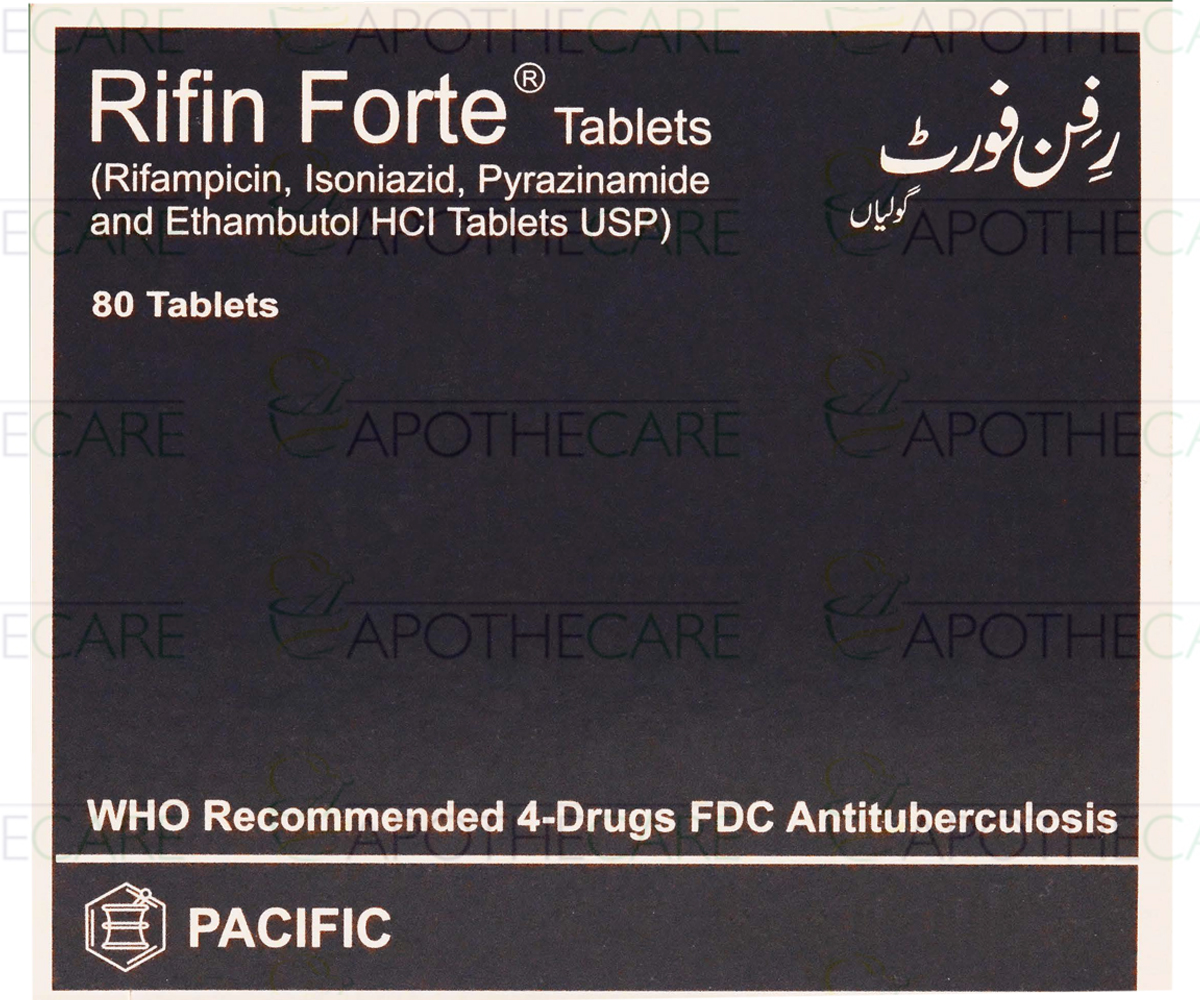 Rifin Forte® Tablets
رِفِن فورٹ
(Rifampicin, Isoniazid, Pyrazinamide
and Ethambutol HCl Tablets USP)
گولیاں
80 Tablets
APOTHECARE
WHO Recommended 4-Drugs FDC Antituberculosis
PACIFIC